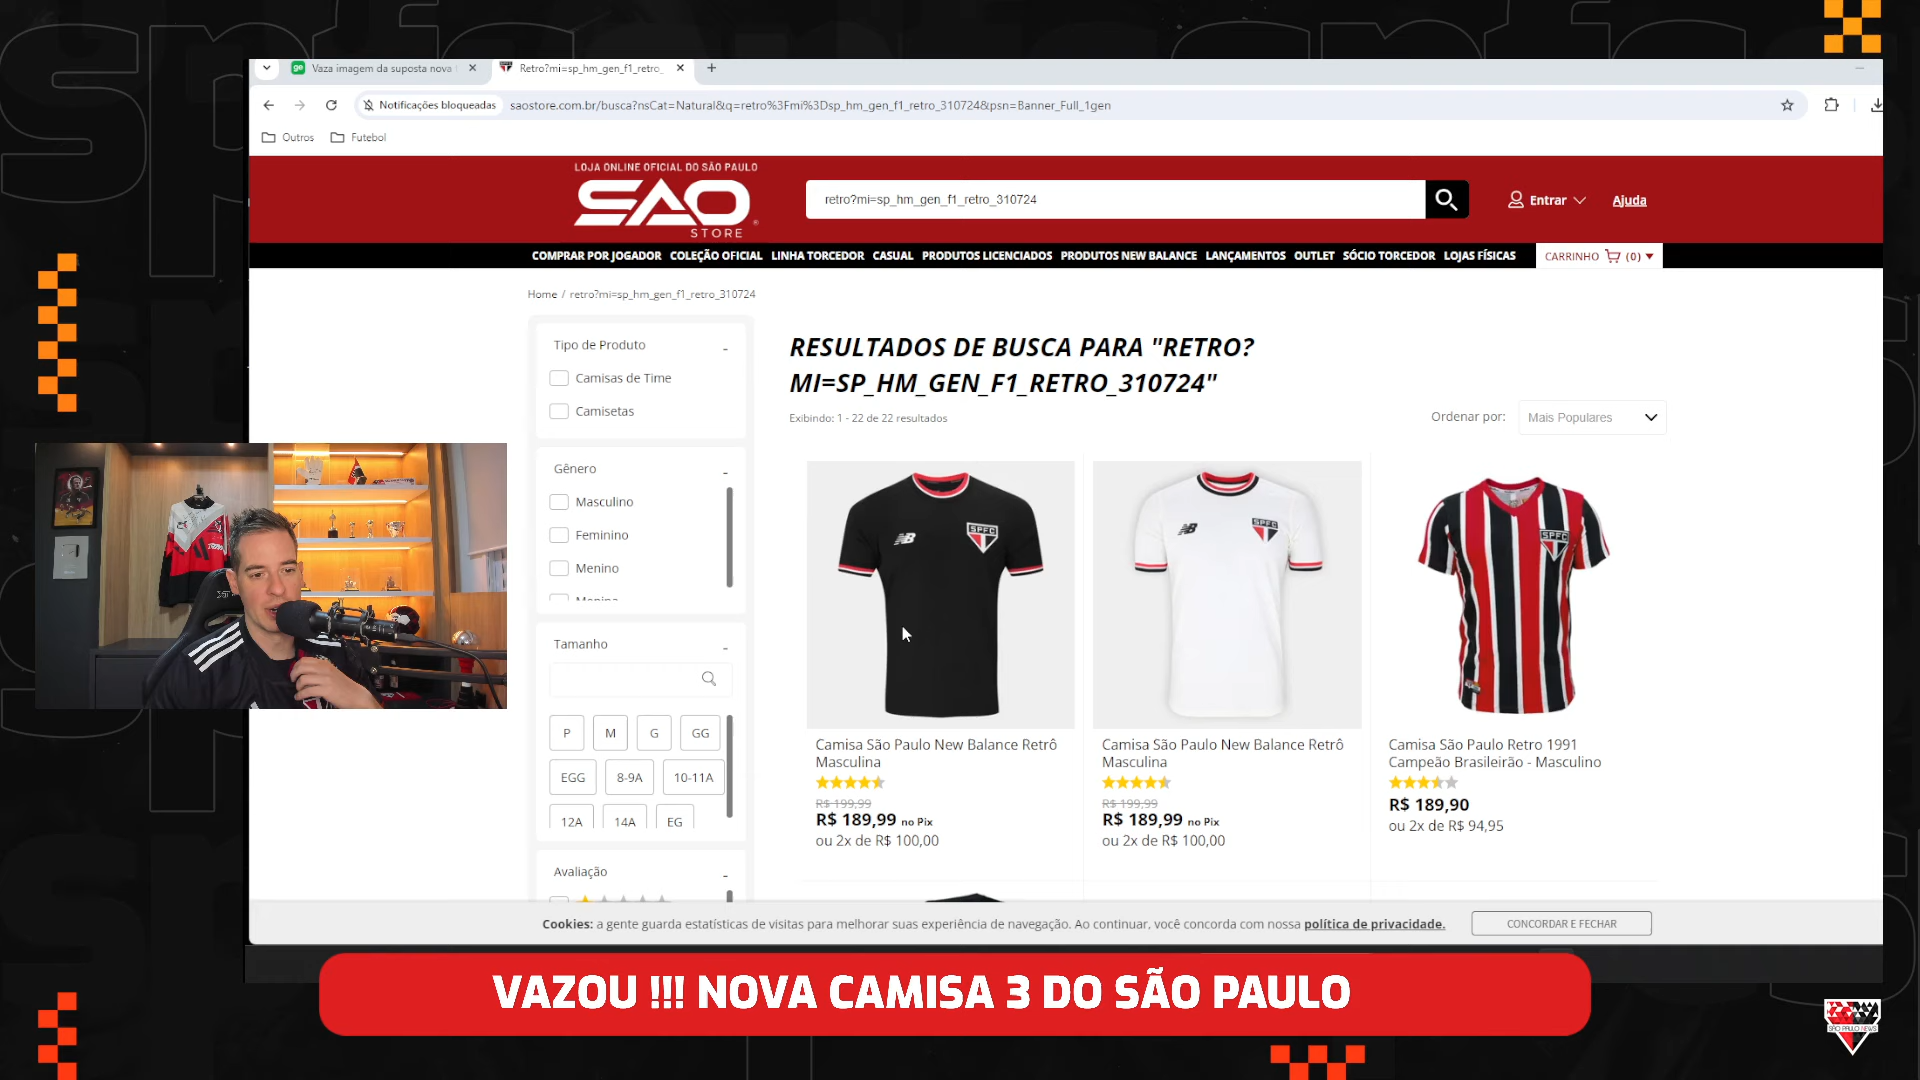 Vaza imagem da suposta nova
Retro?mi=sp_hm_gen_f1_retro_
Notificações bloqueadas
saostore.com.br/busca?nsCat=Natural&q=retro%3Fmi%3Dsp_hm_gen_f1_retro_310724&psn=Banner_Full_1gen
Outros
Futebol
LOJA ONLINE OFICIAL DO SÃO PAULO
SAO
STORE
retro?mi=sp_hm_gen_f1_retro_310724
Entrar
Ajuda
COMPRAR POR JOGADOR COLEÇÃO OFICIAL LINHA TORCEDOR CASUAL PRODUTOS LICENCIADOS PRODUTOS NEW BALANCE LANÇAMENTOS OUTLET SÓCIO TORCEDOR LOJAS FÍSICAS
CARRINHO (0)
Home / retro?mi=sp_hm_gen_f1_retro_310724
Tipo de Produto
Camisas de Time
Camisetas
Gênero
Masculino
Feminino
Menino
Menina
Tamanho
P M G GG
EGG 8-9A 10-11A
12A 14A EG
Avaliação
RESULTADOS DE BUSCA PARA "RETRO?
MI=SP_HM_GEN_F1_RETRO_310724"
Exibindo: 1 - 22 de 22 resultados
Ordenar por:
Mais Populares
SPFC
SPFC
SPFC
Camisa São Paulo New Balance Retrô
Masculina
R$ 199,99
R$ 189,99 no Pix
ou 2x de R$ 100,00
Camisa São Paulo New Balance Retrô
Masculina
R$ 199,99
R$ 189,99 no Pix
ou 2x de R$ 100,00
Camisa São Paulo Retro 1991
Campeão Brasileirão - Masculino
R$ 189,90
ou 2x de R$ 94,95
Cookies: a gente guarda estatísticas de visitas para melhorar suas experiência de navegação. Ao continuar, você concorda com nossa política de privacidade.
CONCORDAR E FECHAR
VAZOU !!! NOVA CAMISA 3 DO SÃO PAULO
SÃO PAULO NEWS